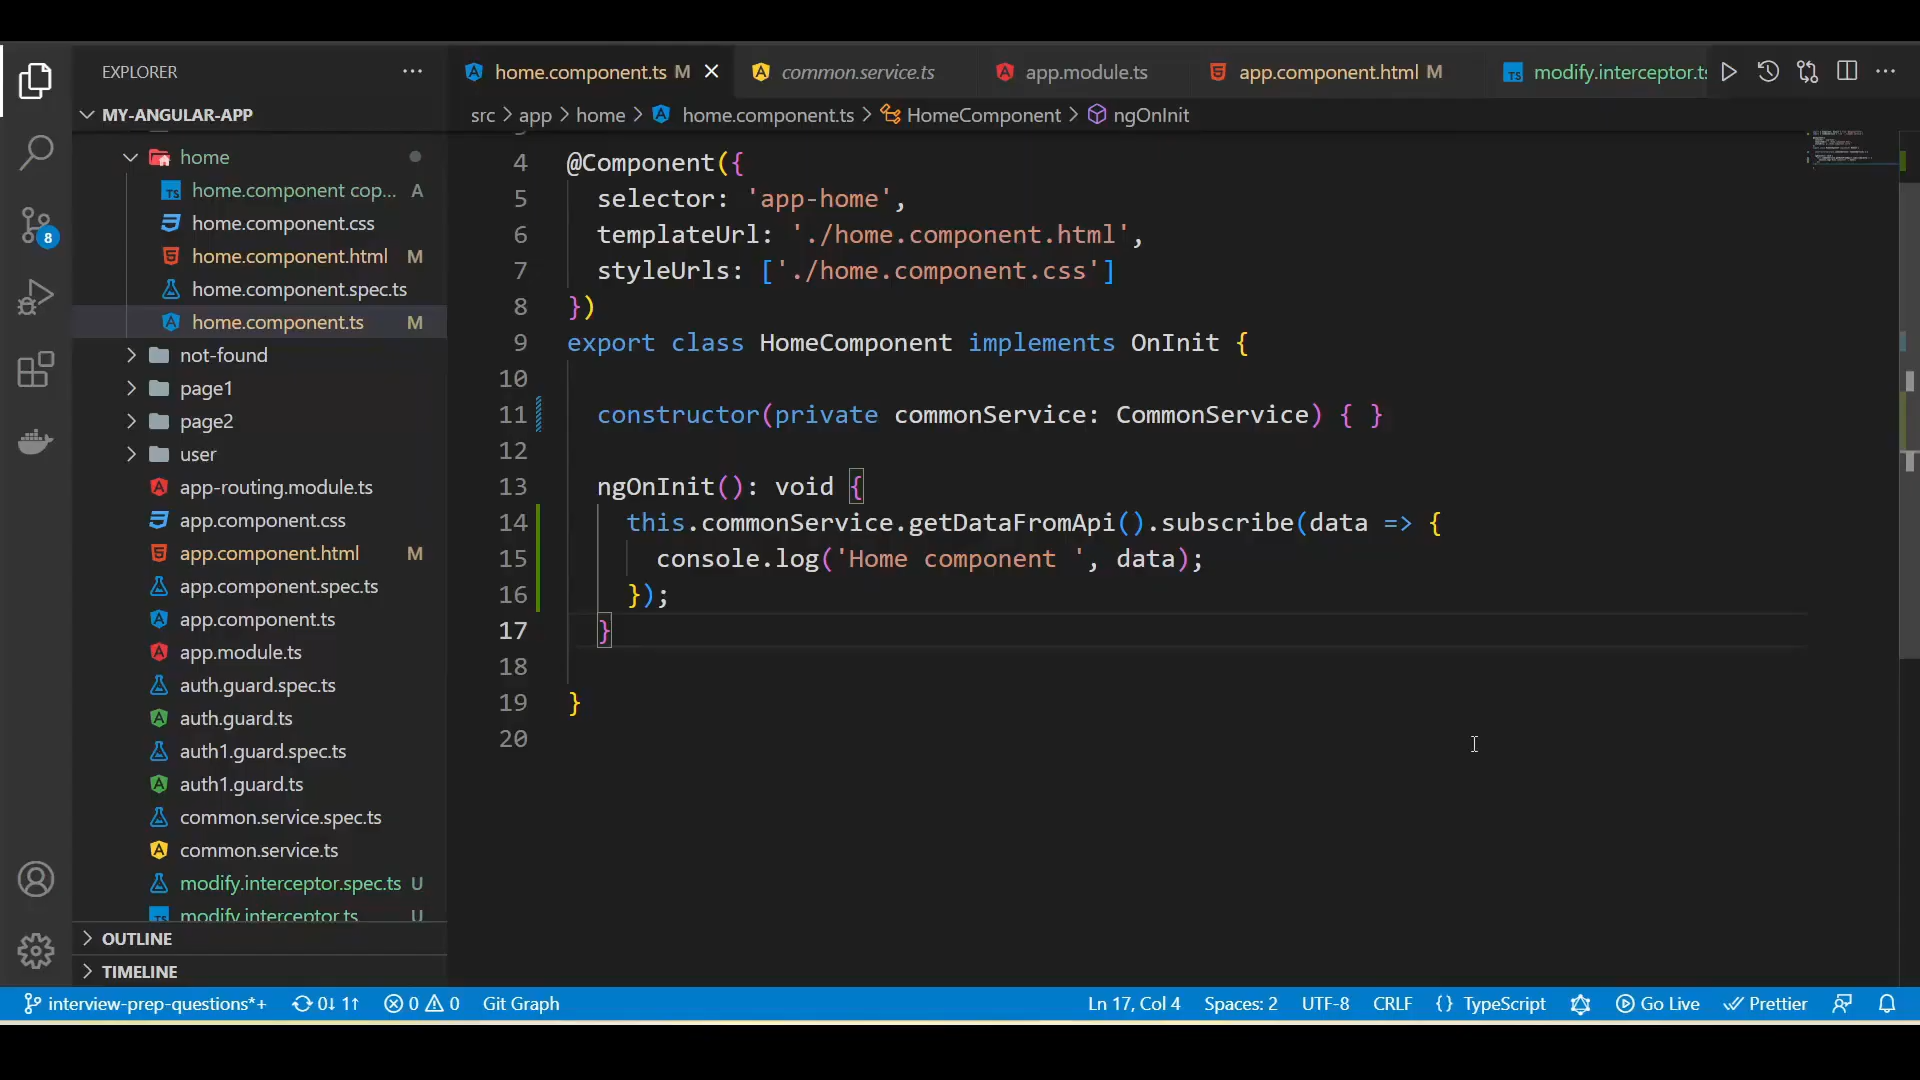 EXPLORER
MY-ANGULAR-APP
home
home.component cop... A
home.component.css
home.component.html M
home.component.spec.ts
home.component.ts M
not-found
page1
page2
user
app-routing.module.ts
app.component.css
app.component.html M
app.component.spec.ts
app.component.ts
app.module.ts
auth.guard.spec.ts
auth.guard.ts
auth1.guard.spec.ts
auth1.guard.ts
common.service.spec.ts
common.service.ts
modify.interceptor.spec.ts U
modify.interceptor.ts U
OUTLINE
TIMELINE
8
home.component.ts M
common.service.ts
app.module.ts
app.component.html M
modify.interceptor.ts
src > app > home > home.component.ts > HomeComponent > ngOnInit
4 @Component({
5 selector: 'app-home',
6 templateUrl: './home.component.html',
7 styleUrls: ['./home.component.css']
8 })
9 export class HomeComponent implements OnInit {
10
11 constructor(private commonService: CommonService) { }
12
13 ngOnInit(): void {
14 this.commonService.getDataFromApi().subscribe(data => {
15 console.log('Home component ', data);
16 });
17 }
18
19 }
20
interview-prep-questions*+ 0↓ 1↑ 0 0 Git Graph Ln 17, Col 4 Spaces: 2 UTF-8 CRLF {} TypeScript Go Live Prettier